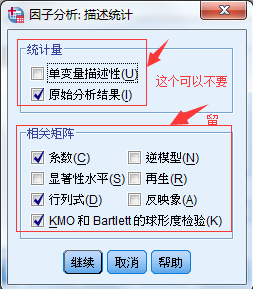 因子分析: 描述统计
统计量
单变量描述性(U)
这个可以不要
原始分析结果(I)
留
相关矩阵
系数(C)
逆模型(N)
显著性水平(S)
再生(R)
行列式(D)
反映象(A)
KMO 和 Bartlett 的球形度检验(K)
继续
取消
帮助